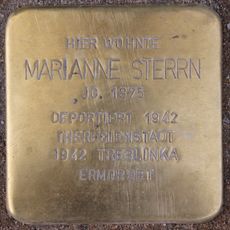 HIER WOHNTE
MARIANNE STERRN
JG. 1875
DEPORTIERT 1942
THERESIENSTADT
1942 TREBLINKA
ERMORDET